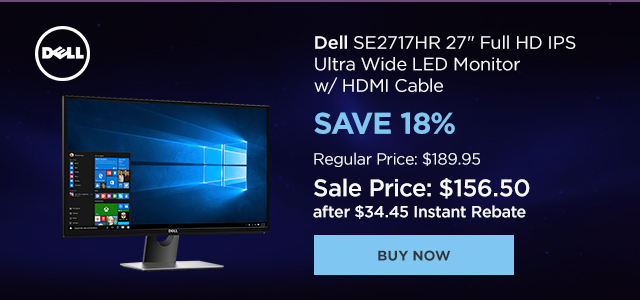 DELL
Dell SE2717HR 27" Full HD IPS
Ultra Wide LED Monitor
w/ HDMI Cable
SAVE 18%
Regular Price: $189.95
Sale Price: $156.50
after $34.45 Instant Rebate
BUY NOW
DELL